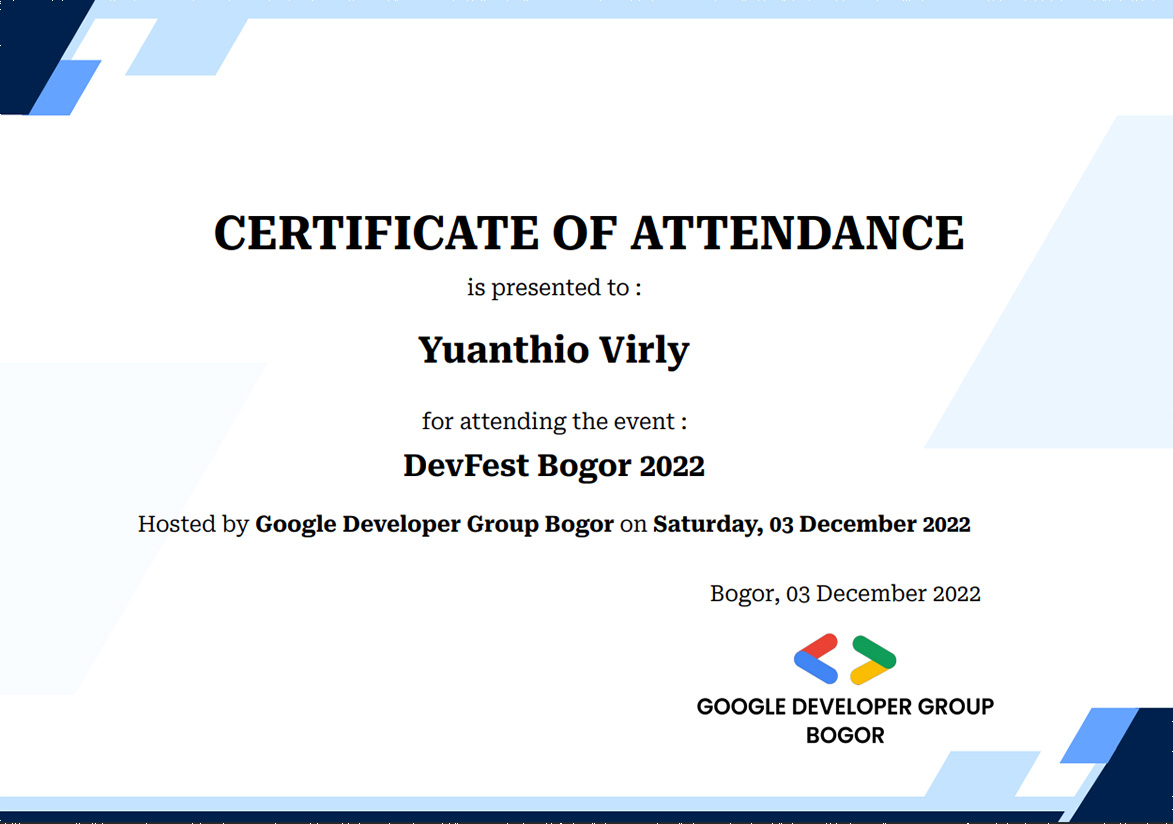 CERTIFICATE OF ATTENDANCE
is presented to :
Yuanthio Virly
for attending the event :
DevFest Bogor 2022
Hosted by Google Developer Group Bogor on Saturday, 03 December 2022
Bogor, 03 December 2022
GOOGLE DEVELOPER GROUP
BOGOR